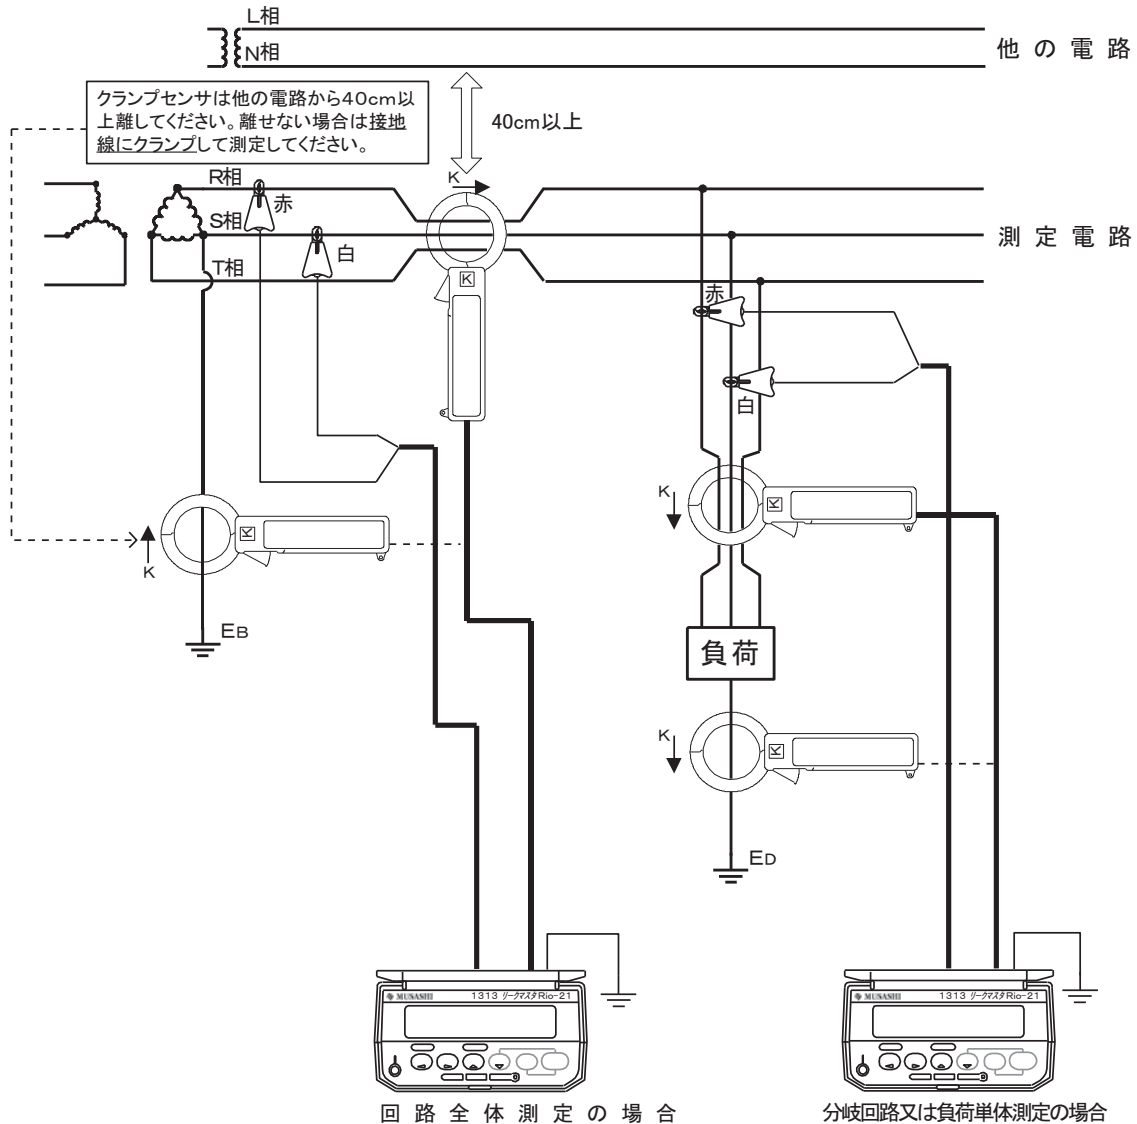 L相
N相
他の電路
クランプセンサは他の電路から40cm以
上離してください。離せない場合は接地
線にクランプして測定してください。
40cm以上
R相
K
赤
S相
白
測定電路
T相
K
赤
白
K
K
K
K
EB
負荷
K
K
ED
MUSASHI
1313 リークマスタRio-21
MUSASHI
1313 リークマスタRio-21
回路全体測定の場合
分岐回路又は負荷単体測定の場合